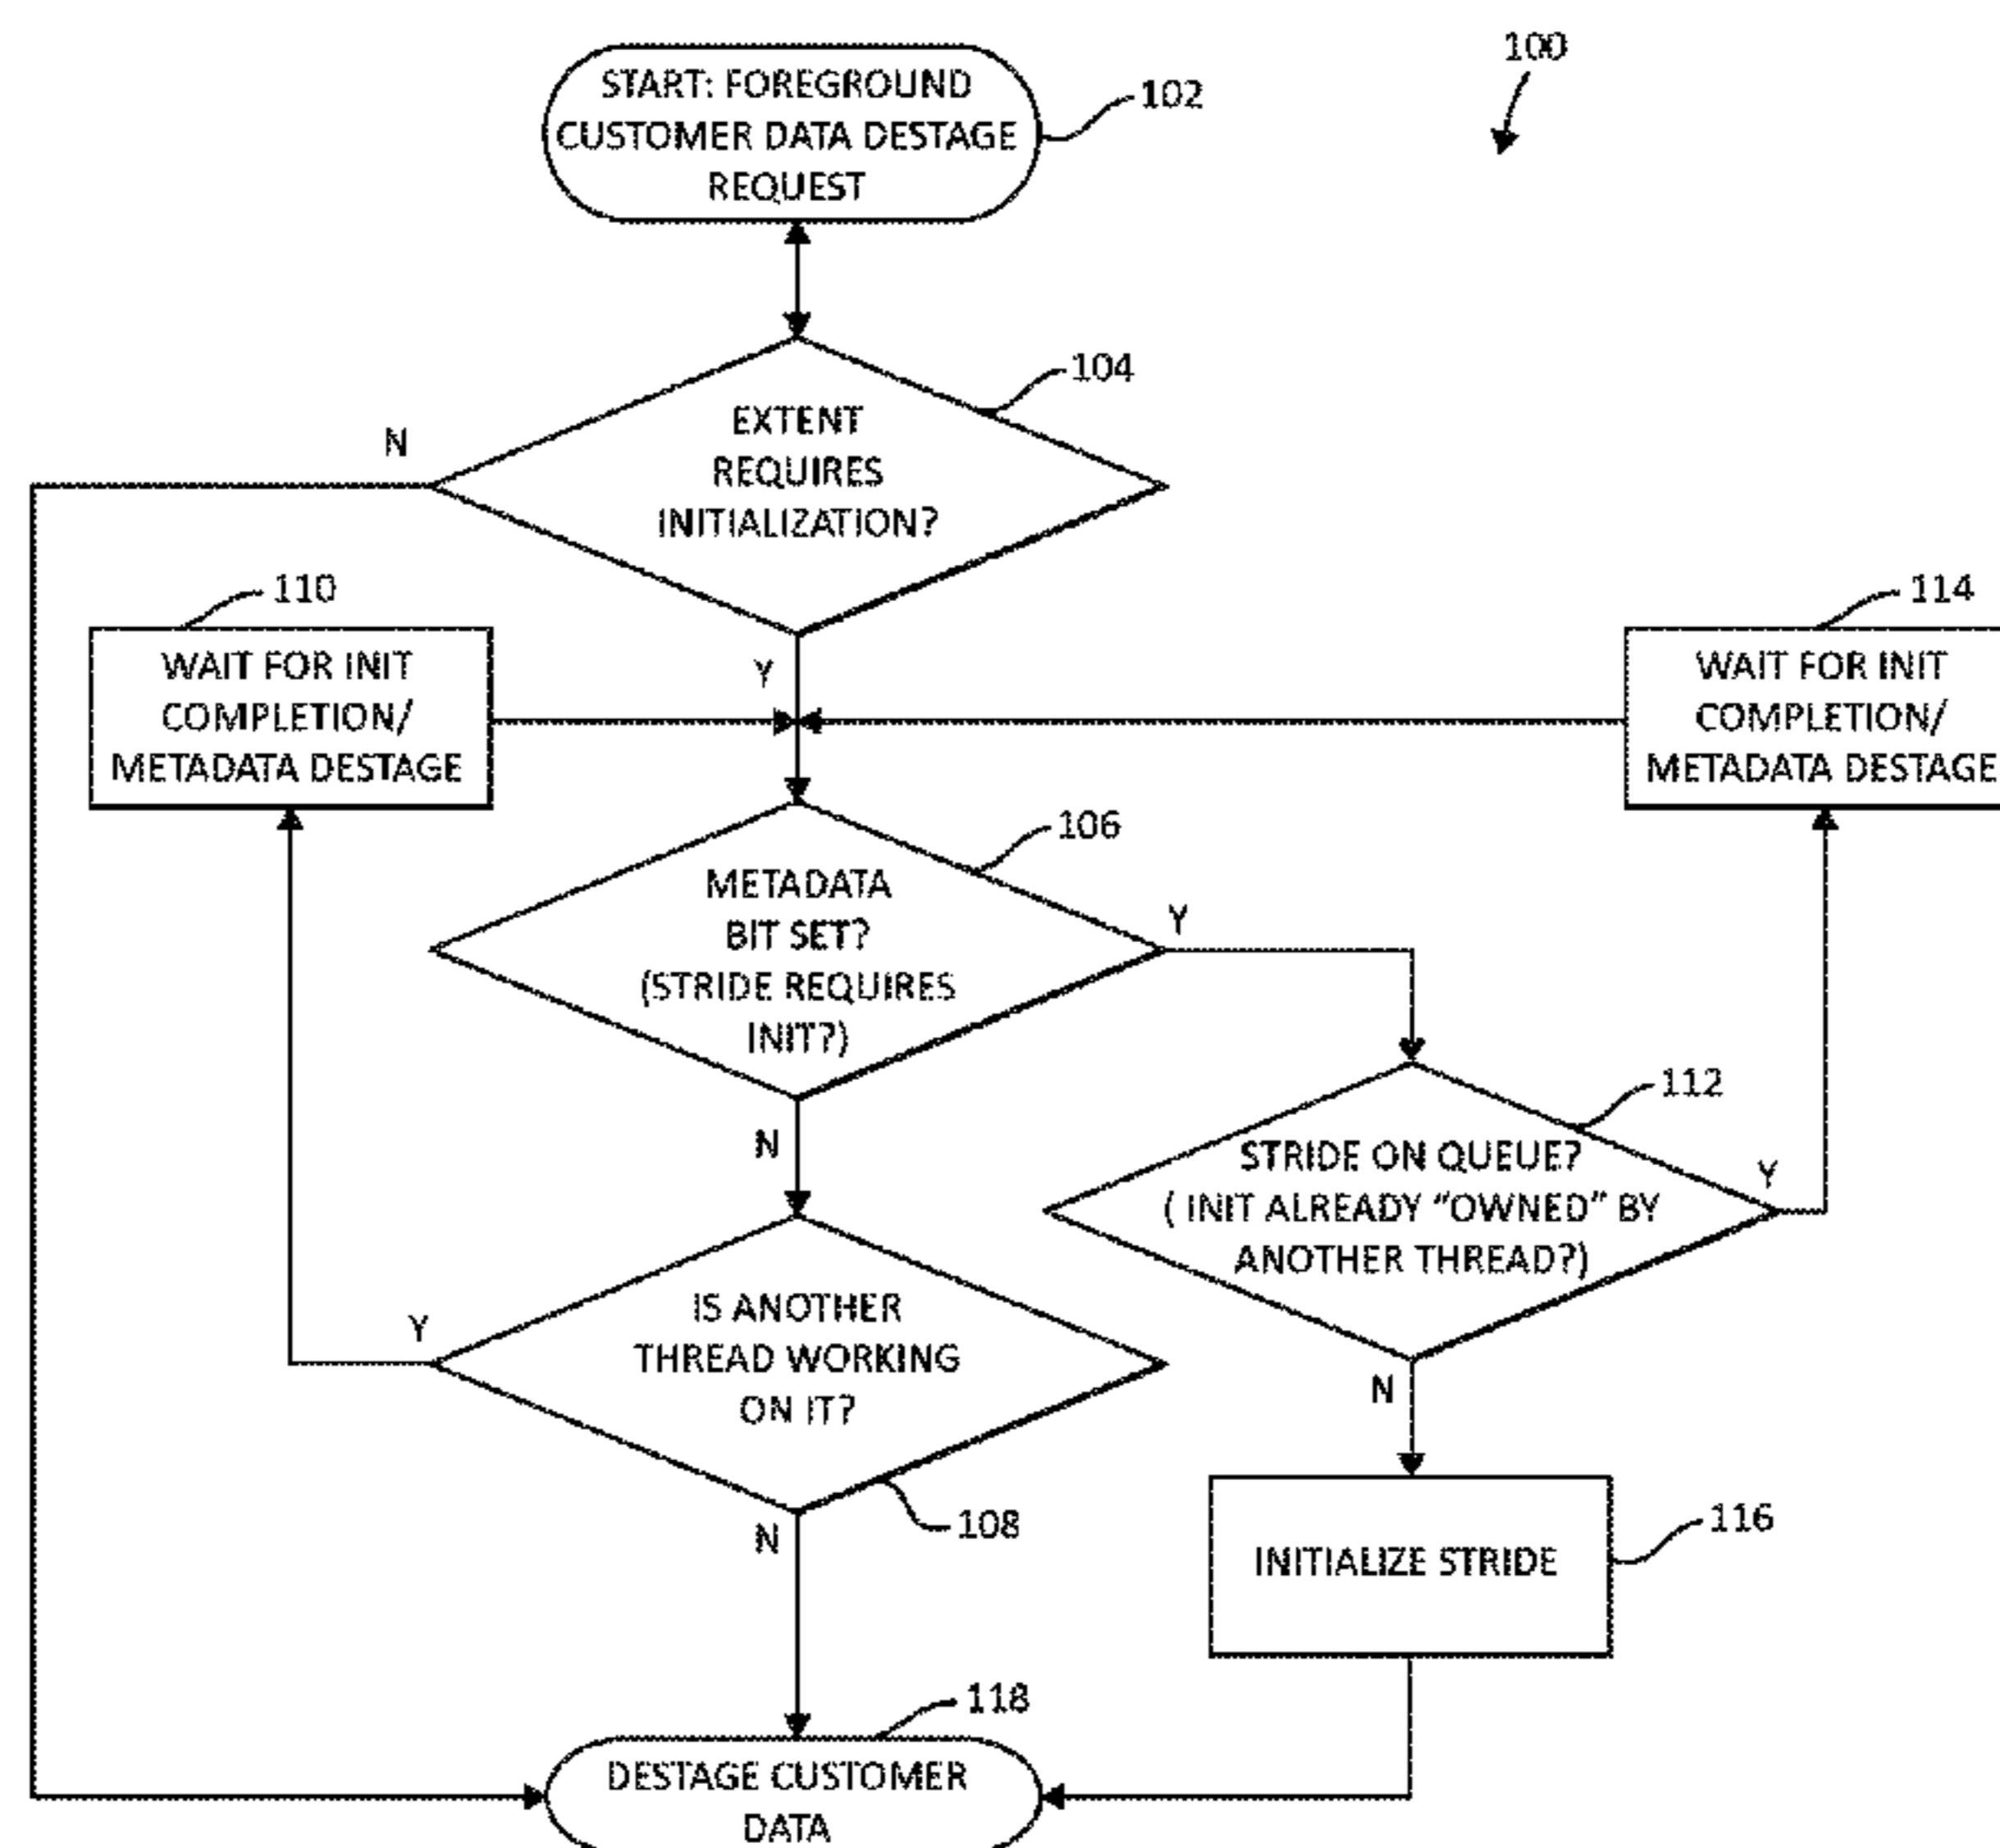 100
START: FOREGROUND
CUSTOMER DATA DESTAGE
REQUEST
102
104
EXTENT
REQUIRES
INITIALIZATION?
N
Y
110
WAIT FOR INIT
COMPLETION/
METADATA DESTAGE
114
WAIT FOR INIT
COMPLETION/
METADATA DESTAGE
106
METADATA
BIT SET?
(STRIDE REQUIRES
INIT?)
Y
N
112
STRIDE ON QUEUE?
( INIT ALREADY “OWNED” BY
ANOTHER THREAD?)
Y
N
IS ANOTHER
THREAD WORKING
ON IT?
Y
N
108
116
INITIALIZE STRIDE
118
DESTAGE CUSTOMER
DATA